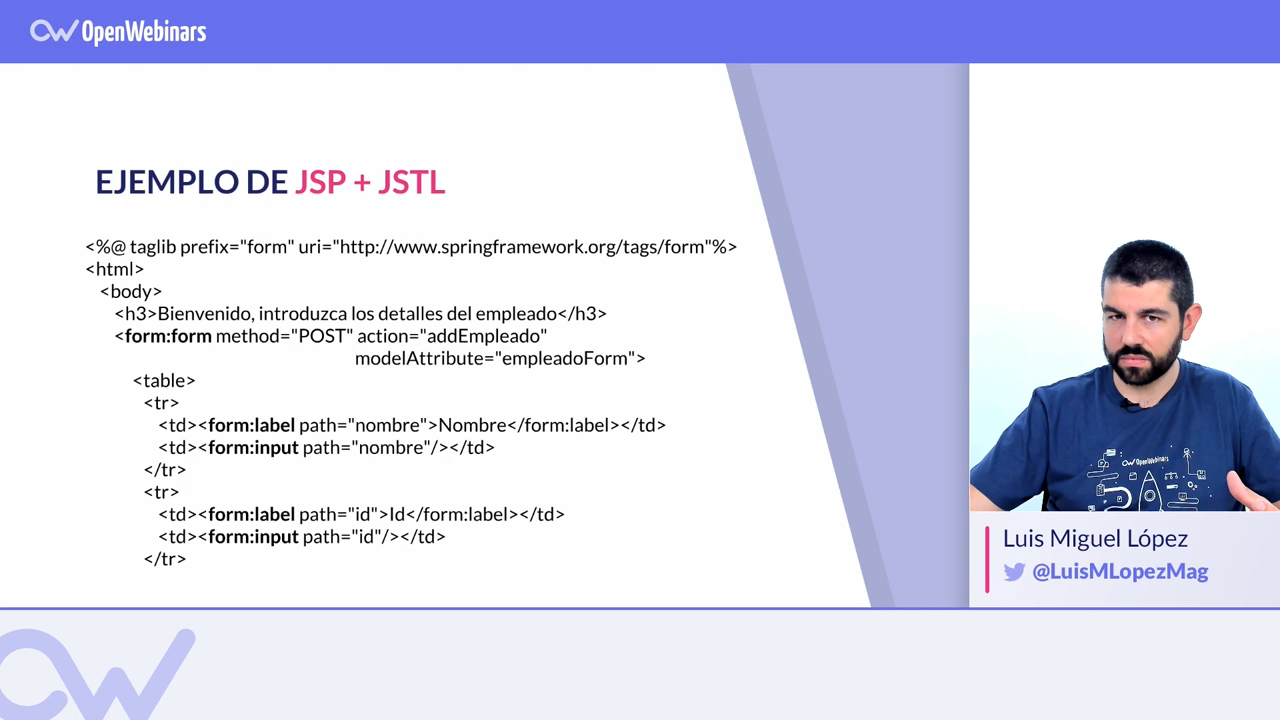 OpenWebinars
EJEMPLO DE JSP + JSTL
<%@ taglib prefix="form" uri="http://www.springframework.org/tags/form"%>
<html>
<body>
<h3>Bienvenido, introduzca los detalles del empleado</h3>
<form:form method="POST" action="addEmpleado"
modelAttribute="empleadoForm">
<table>
<tr>
<td><form:label path="nombre">Nombre</form:label></td>
<td><form:input path="nombre"/></td>
</tr>
<tr>
<td><form:label path="id">Id</form:label></td>
<td><form:input path="id"/></td>
</tr>
OpenWebinars
Luis Miguel López
@LuisMLopezMag